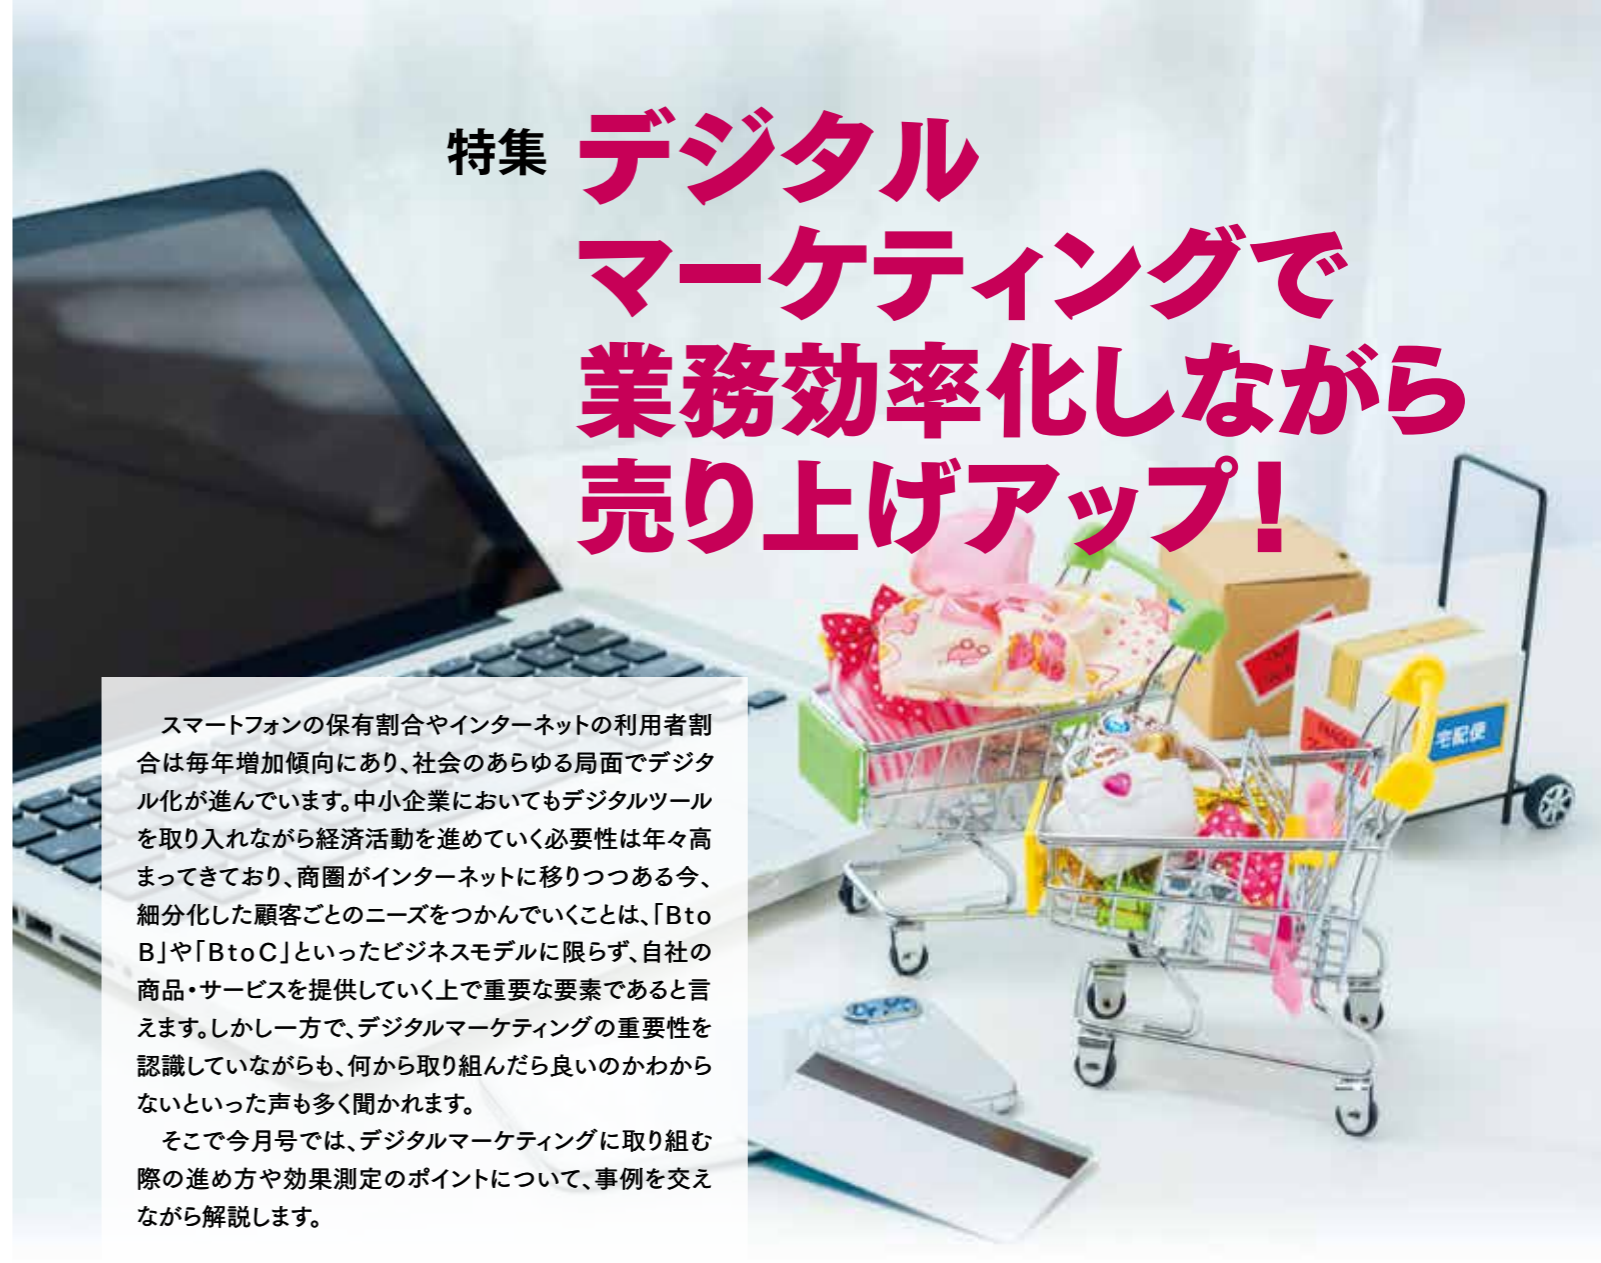 特集 デジタル
マーケティングで
業務効率化しながら
売り上げアップ！
宅配便
　スマートフォンの保有割合やインターネットの利用者割
合は毎年増加傾向にあり、社会のあらゆる局面でデジタ
ル化が進んでいます。中小企業においてもデジタルツール
を取り入れながら経済活動を進めていく必要性は年々高
まってきており、商圏がインターネットに移りつつある今、
細分化した顧客ごとのニーズをつかんでいくことは、「Bto
B」や「BtoC」といったビジネスモデルに限らず、自社の
商品・サービスを提供していく上で重要な要素であると言
えます。しかし一方で、デジタルマーケティングの重要性を
認識していながらも、何から取り組んだら良いのかわから
ないといった声も多く聞かれます。
　そこで今月号では、デジタルマーケティングに取り組む
際の進め方や効果測定のポイントについて、事例を交え
ながら解説します。